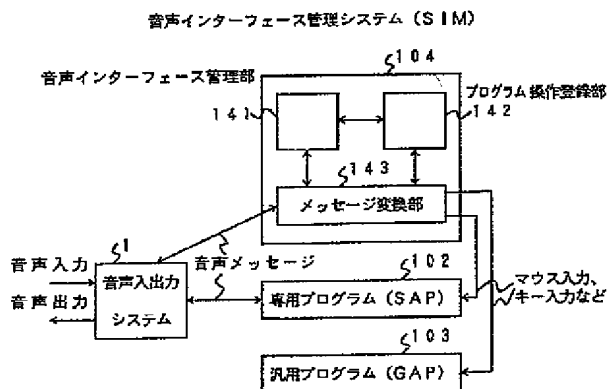 音声インターフェース管理システム（SIM）
104
音声インターフェース管理部
プログラム操作登録部
141
142
143
メッセージ変換部
1
音声メッセージ
102
音声入力
音声出力
音声入出力
システム
専用プログラム（SAP）
マウス入力、
キー入力など
103
汎用プログラム（GAP）